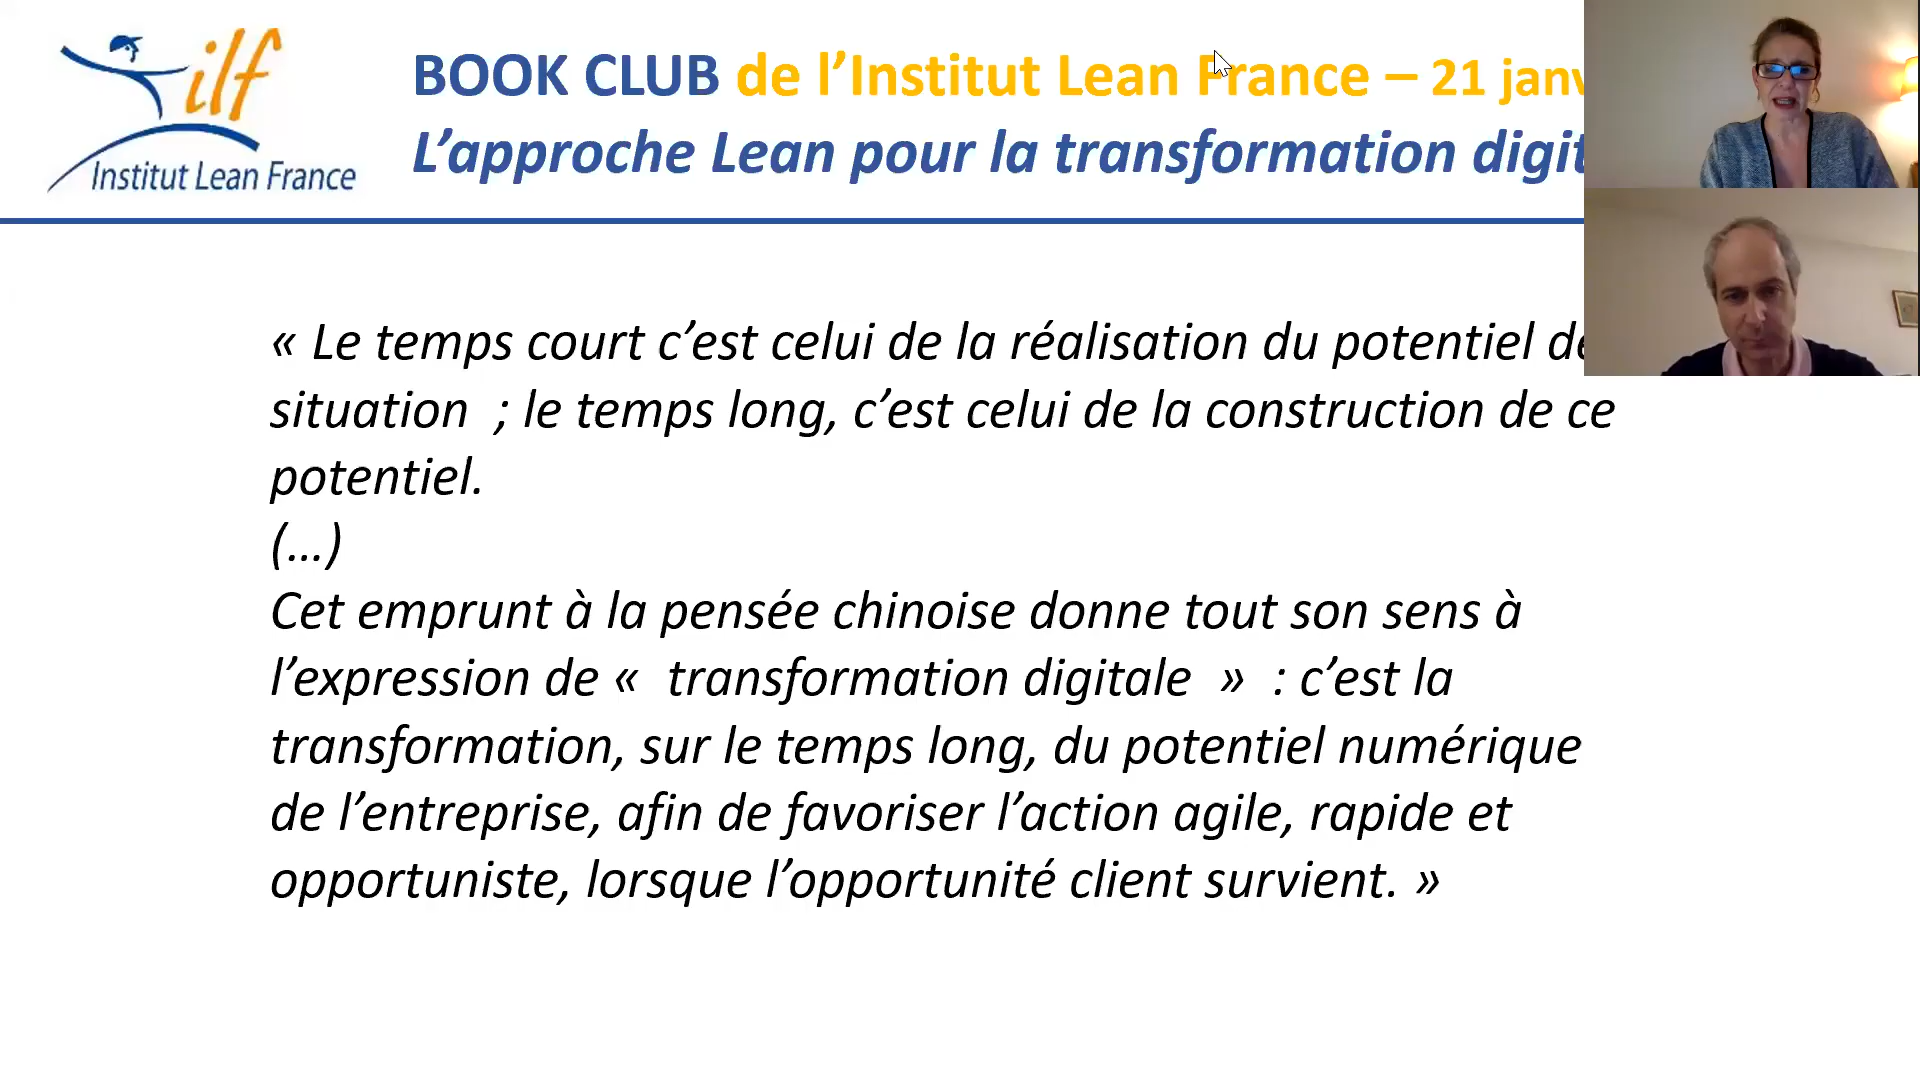 ilf
Institut Lean France
BOOK CLUB de l’Institut Lean France – 21
L’approche Lean pour la transformation
« Le temps court c’est celui de la réalisation du potentiel
situation  ; le temps long, c’est celui de la construction de ce
potentiel.
(…)
Cet emprunt à la pensée chinoise donne tout son sens à
l’expression de «  transformation digitale  »  : c’est la
transformation, sur le temps long, du potentiel numérique
de l’entreprise, afin de favoriser l’action agile, rapide et
opportuniste, lorsque l’opportunité client survient. »